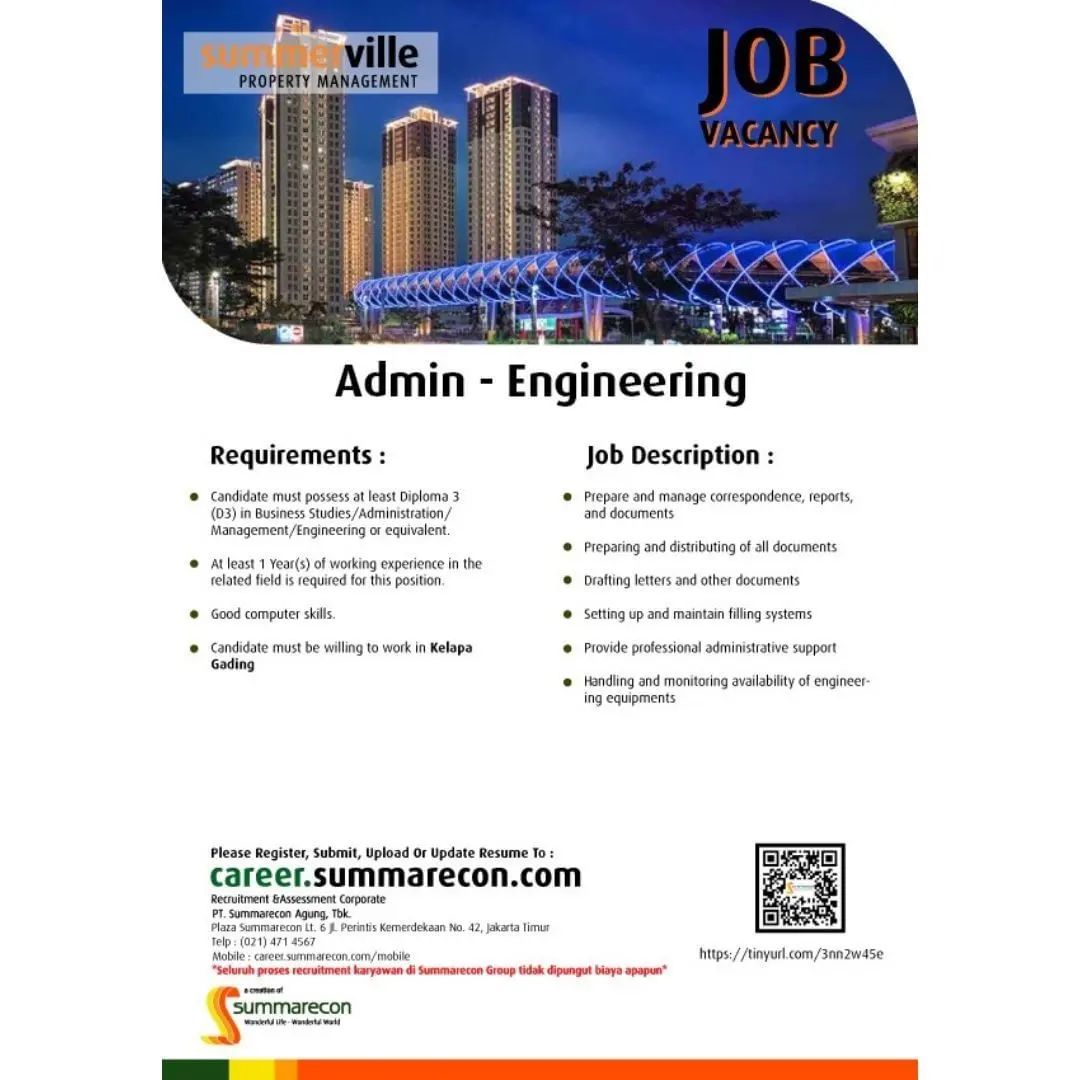 summerville
PROPERTY MANAGEMENT
JOB
VACANCY
Admin - Engineering
Requirements :
Candidate must possess at least Diploma 3
(D3) in Business Studies/Administration/
Management/Engineering or equivalent.
At least 1 Year(s) of working experience in the
related field is required for this position.
Good computer skills.
Candidate must be willing to work in Kelapa
Gading
Job Description :
Prepare and manage correspondence, reports,
and documents
Preparing and distributing of all documents
Drafting letters and other documents
Setting up and maintain filling systems
Provide professional administrative support
Handling and monitoring availability of engineer-
ing equipments
Please Register, Submit, Upload Or Update Resume To :
career.summarecon.com
Recruitment &Assessment Corporate
PT. Summarecon Agung, Tbk.
Plaza Summarecon Lt. 6 Jl. Perintis Kemerdekaan No. 42, Jakarta Timur
Telp : (021) 471 4567
Mobile : career.summarecon.com/mobile
*Seluruh proses recruitment karyawan di Summarecon Group tidak dipungut biaya apapun*
https://tinyurl.com/3nn2w45e
a creation of
summarecon
Wonderful Life - Wonderful World